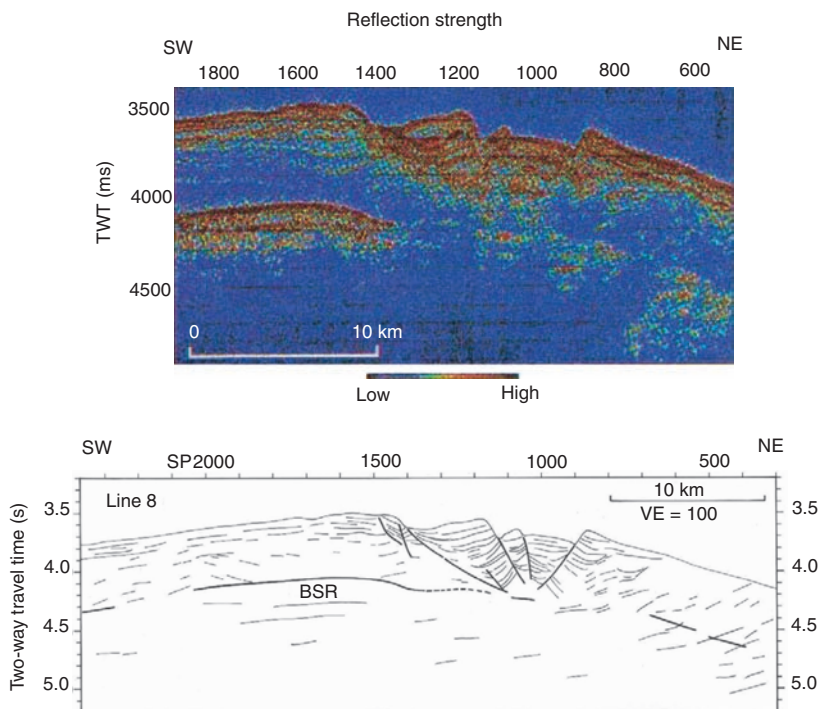 Reflection strength
SW NE
1800 1600 1400 1200 1000 800 600
TWT (ms)
3500
4000
4500
0 10 km
Low High
SW NE
SP2000 1500 1000 500
Two-way travel time (s)
Line 8
10 km
VE = 100
3.5 3.5
4.0 4.0
BSR
4.5 4.5
5.0 5.0